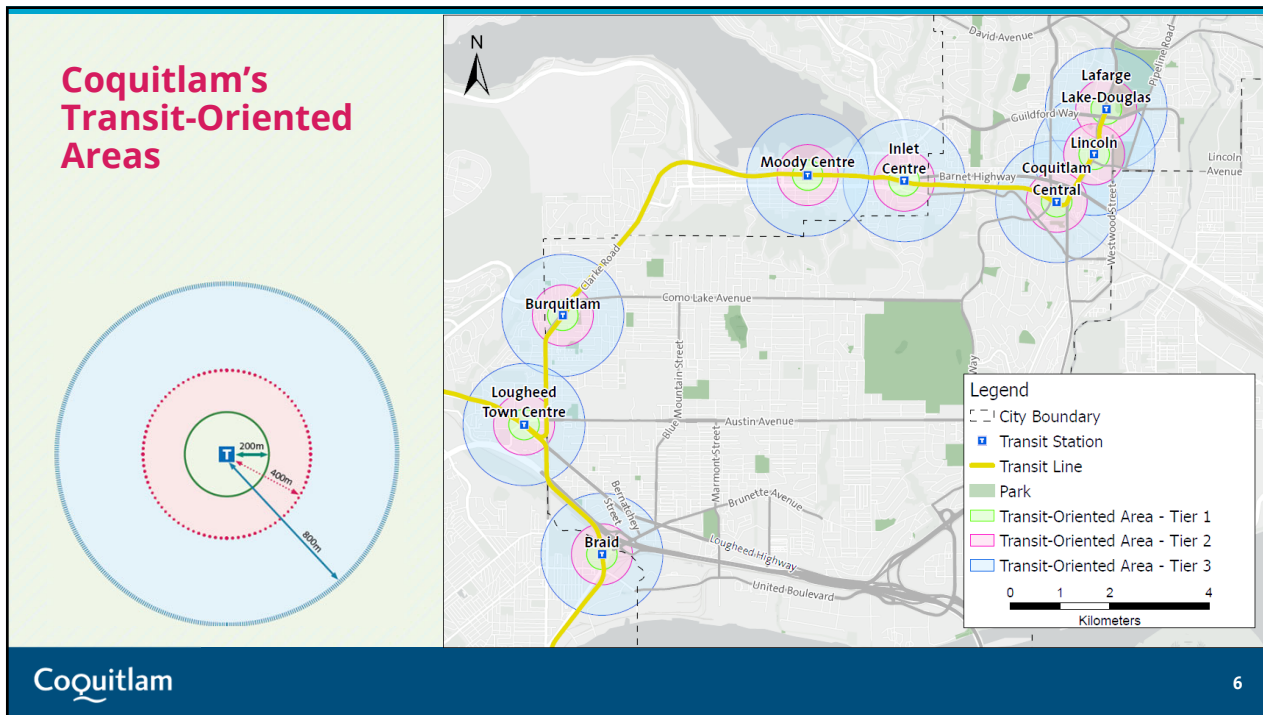 Coquitlam's
Transit-Oriented
Areas
200m
400m
800m
N
David Avenue
Pipeline Road
Lafarge
Lake-Douglas
Guildford Way
Lincoln
Lincoln
Avenue
Moody Centre
Inlet
Centre
Barnet Highway
Coquitlam
Central
Westwood Street
Clarke Road
Burquitlam
Como Lake Avenue
Blue Mountain Street
Way
Lougheed
Town Centre
Austin Avenue
Marmont Street
Bernatchey
Street
Brunette Avenue
Braid
Lougheed Highway
United Boulevard
Legend
City Boundary
T Transit Station
Transit Line
Park
Transit-Oriented Area - Tier 1
Transit-Oriented Area - Tier 2
Transit-Oriented Area - Tier 3
0 1 2 4
Kilometers
Coquitlam
6